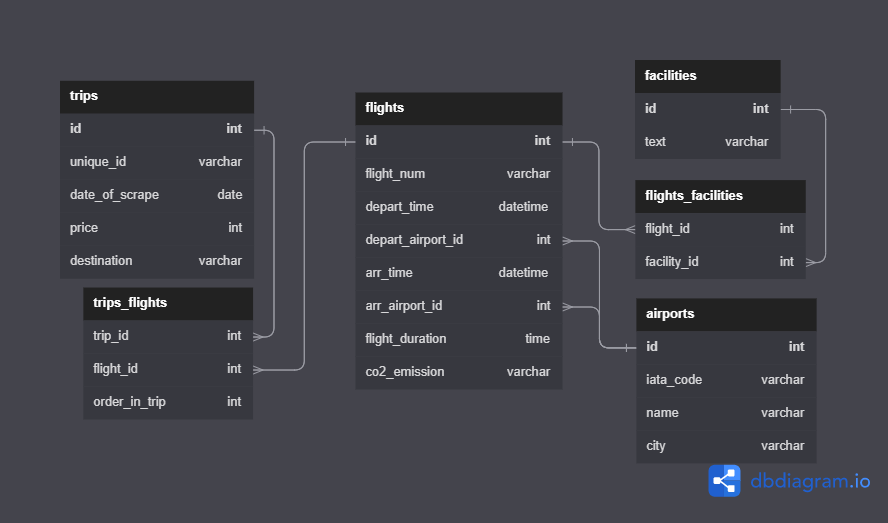 trips
id int
unique_id varchar
date_of_scrape date
price int
destination varchar
trips_flights
trip_id int
flight_id int
order_in_trip int
flights
id int
flight_num varchar
depart_time datetime
depart_airport_id int
arr_time datetime
arr_airport_id int
flight_duration time
co2_emission varchar
facilities
id int
text varchar
flights_facilities
flight_id int
facility_id int
airports
id int
iata_code varchar
name varchar
city varchar
dbdiagram.io